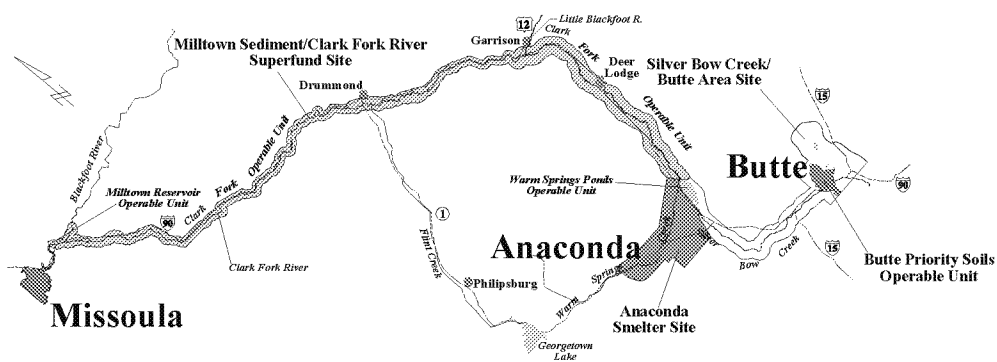 12
Little Blackfoot R.
Garrison
Clark
Fork
Operable Unit
Milltown Sediment/Clark Fork River
Superfund Site
Drummond
Deer
Lodge
Silver Bow Creek/
Butte Area Site
15
Blackfoot River
Milltown Reservoir
Operable Unit
90
Clark
Fork
Operable Unit
Warm Springs Ponds
Operable Unit
Butte
90
1
Flint Creek
Clark Fork River
Anaconda
Warm
Spring
Creek
Bow
Creek
15
Butte Priority Soils
Operable Unit
Missoula
Philipsburg
Anaconda
Smelter Site
Georgetown
Lake